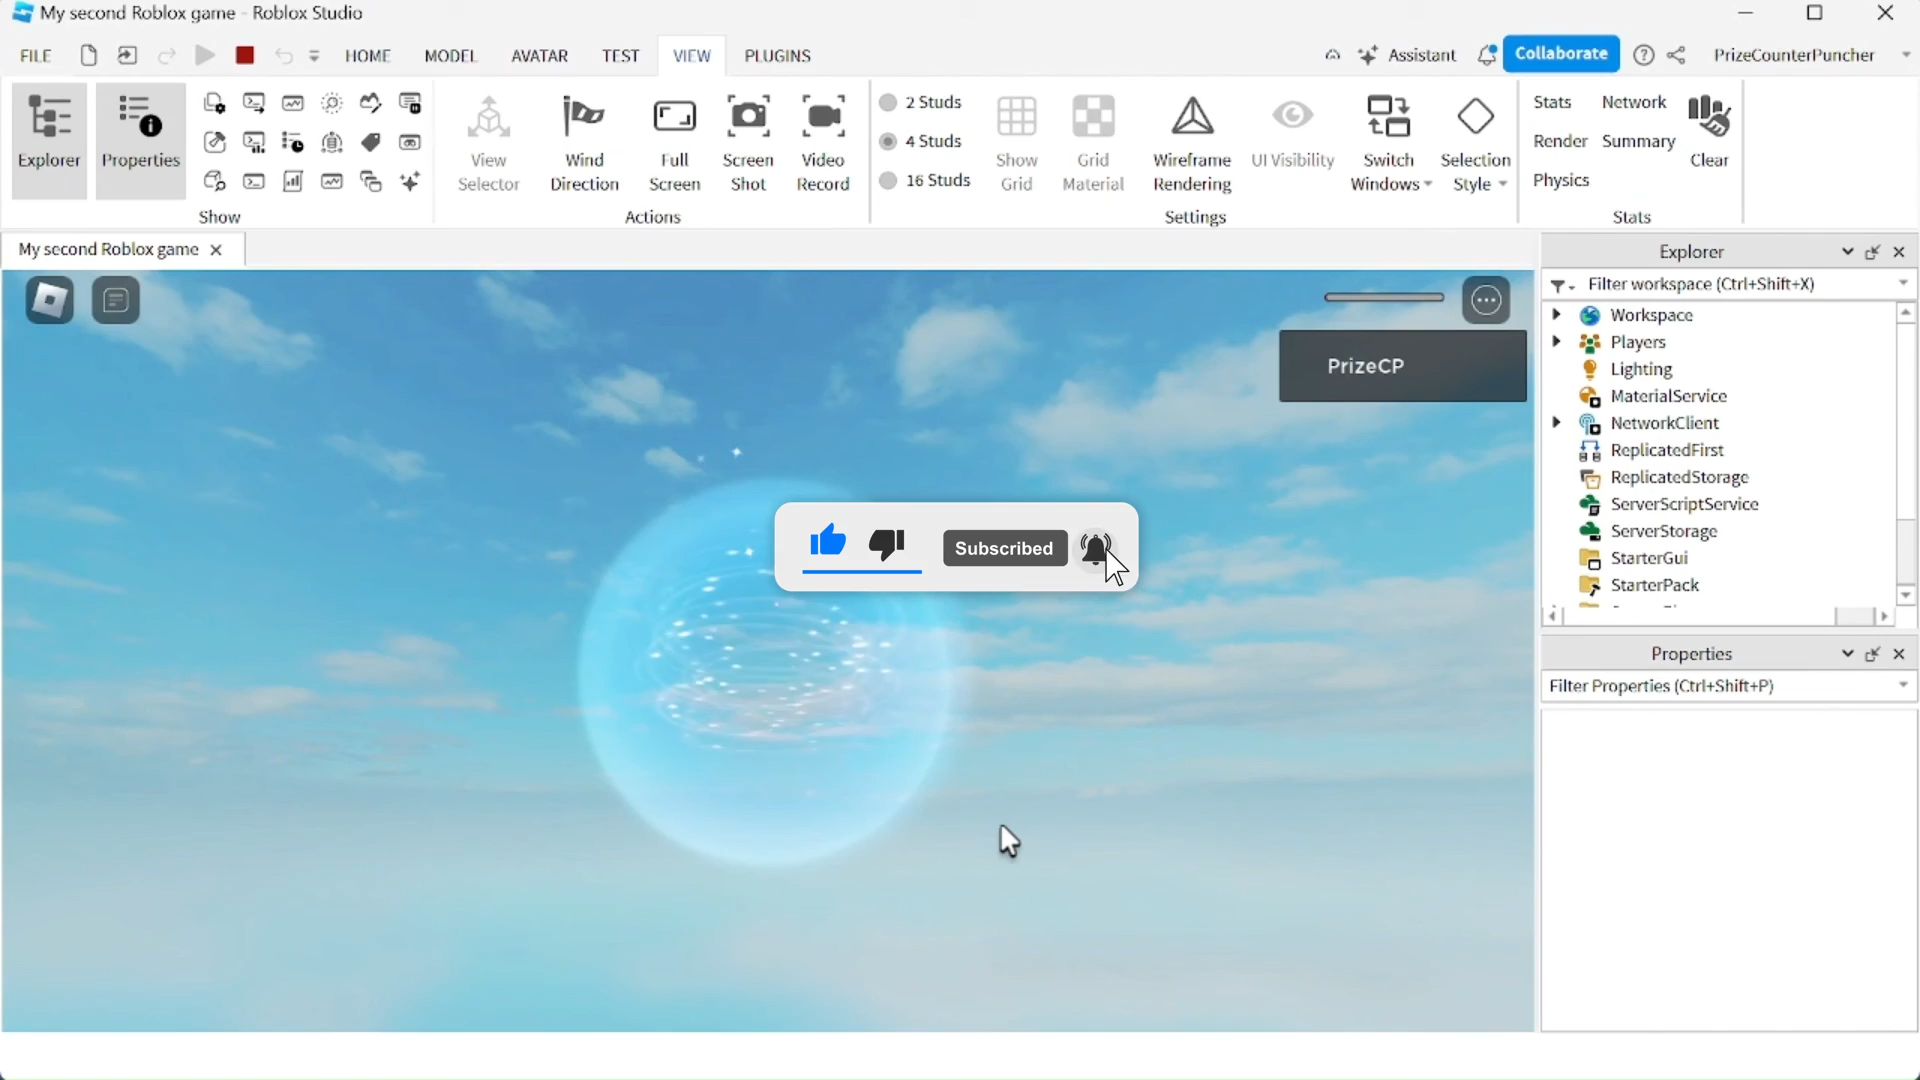 My second Roblox game - Roblox Studio
FILE
HOME
MODEL
AVATAR
TEST
VIEW
PLUGINS
Assistant
Collaborate
PrizeCounterPuncher
Explorer
Properties
Show
View
Selector
Wind
Direction
Full
Screen
Screen
Shot
Video
Record
Actions
2 Studs
4 Studs
16 Studs
Show
Grid
Grid
Material
Wireframe
Rendering
UI Visibility
Switch
Windows
Selection
Style
Settings
Stats
Network
Render
Summary
Physics
Clear
Stats
My second Roblox game
PrizeCP
Subscribed
Explorer
Filter workspace (Ctrl+Shift+X)
Workspace
Players
Lighting
MaterialService
NetworkClient
ReplicatedFirst
ReplicatedStorage
ServerScriptService
ServerStorage
StarterGui
StarterPack
Properties
Filter Properties (Ctrl+Shift+P)